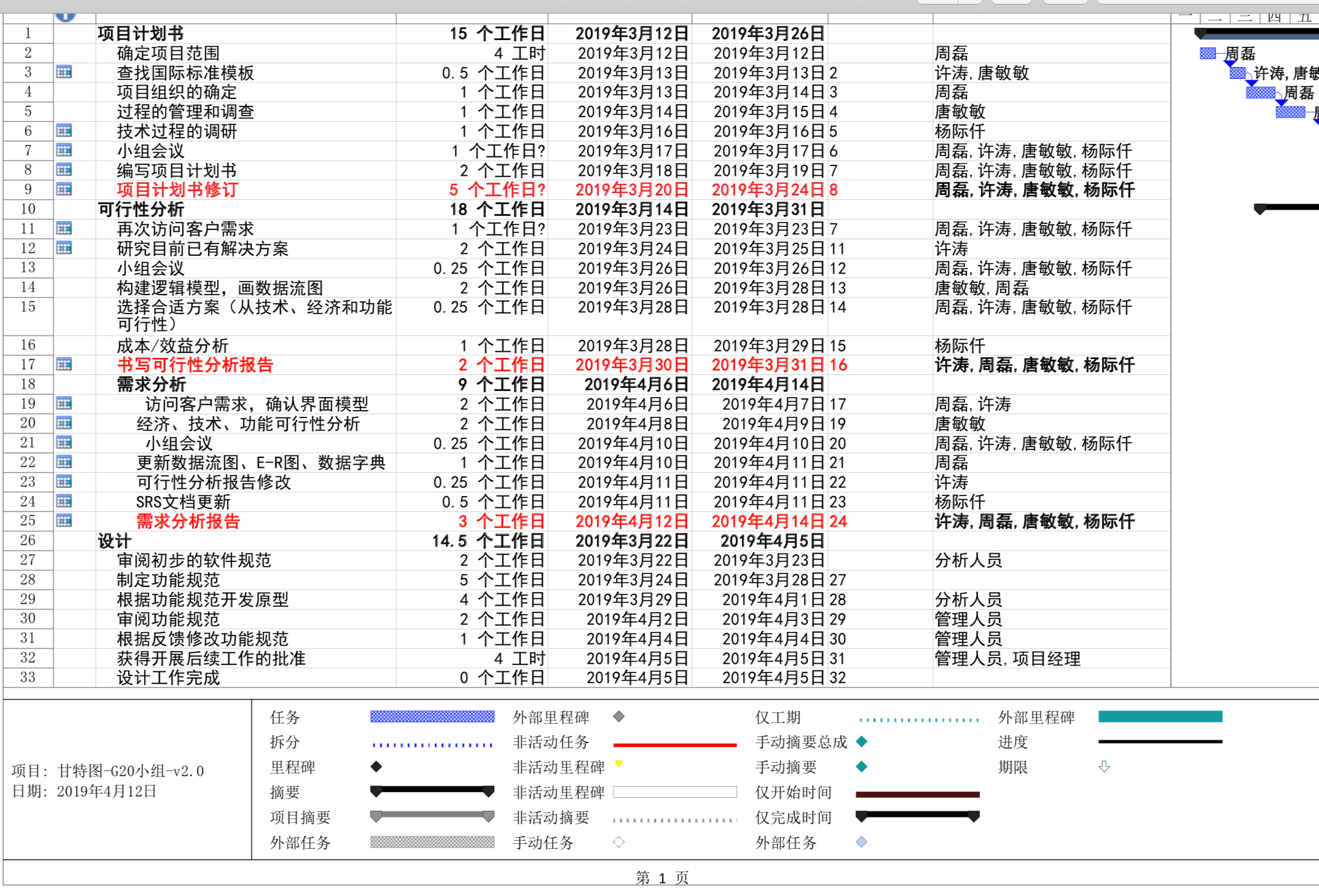 一 二 三 四 五
1 项目计划书 15 个工作日 2019年3月12日 2019年3月26日
2 确定项目范围 4 工时 2019年3月12日 2019年3月12日 周磊 周磊
3 查找国际标准模板 0.5 个工作日 2019年3月13日 2019年3月13日 2 许涛,唐敏敏 许涛,唐敏
4 项目组织的确定 1 个工作日 2019年3月13日 2019年3月14日 3 周磊 周磊
5 过程的管理和调查 1 个工作日 2019年3月14日 2019年3月15日 4 唐敏敏
6 技术过程的调研 1 个工作日 2019年3月16日 2019年3月16日 5 杨际仟
7 小组会议 1 个工作日? 2019年3月17日 2019年3月17日 6 周磊,许涛,唐敏敏,杨际仟
8 编写项目计划书 2 个工作日 2019年3月18日 2019年3月19日 7 周磊,许涛,唐敏敏,杨际仟
9 项目计划书修订 5 个工作日? 2019年3月20日 2019年3月24日 8 周磊,许涛,唐敏敏,杨际仟
10 可行性分析 18 个工作日 2019年3月14日 2019年3月31日
11 再次访问客户需求 1 个工作日? 2019年3月23日 2019年3月23日 7 周磊,许涛,唐敏敏,杨际仟
12 研究目前已有解决方案 2 个工作日 2019年3月24日 2019年3月25日 11 许涛
13 小组会议 0.25 个工作日 2019年3月26日 2019年3月26日 12 周磊,许涛,唐敏敏,杨际仟
14 构建逻辑模型，画数据流图 2 个工作日 2019年3月26日 2019年3月28日 13 唐敏敏,周磊
15 选择合适方案（从技术、经济和功能 0.25 个工作日 2019年3月28日 2019年3月28日 14 周磊,许涛,唐敏敏,杨际仟
可行性）
16 成本/效益分析 1 个工作日 2019年3月28日 2019年3月29日 15 杨际仟
17 书写可行性分析报告 2 个工作日 2019年3月30日 2019年3月31日 16 许涛,周磊,唐敏敏,杨际仟
18 需求分析 9 个工作日 2019年4月6日 2019年4月14日
19 访问客户需求，确认界面模型 2 个工作日 2019年4月6日 2019年4月7日 17 周磊,许涛
20 经济、技术、功能可行性分析 2 个工作日 2019年4月8日 2019年4月9日 19 唐敏敏
21 小组会议 0.25 个工作日 2019年4月10日 2019年4月10日 20 周磊,许涛,唐敏敏,杨际仟
22 更新数据流图、E-R图、数据字典 1 个工作日 2019年4月10日 2019年4月11日 21 周磊
23 可行性分析报告修改 0.25 个工作日 2019年4月11日 2019年4月11日 22 许涛
24 SRS文档更新 0.5 个工作日 2019年4月11日 2019年4月11日 23 杨际仟
25 需求分析报告 3 个工作日 2019年4月12日 2019年4月14日 24 许涛,周磊,唐敏敏,杨际仟
26 设计 14.5 个工作日 2019年3月22日 2019年4月5日
27 审阅初步的软件规范 2 个工作日 2019年3月22日 2019年3月23日 分析人员
28 制定功能规范 5 个工作日 2019年3月24日 2019年3月28日 27
29 根据功能规范开发原型 4 个工作日 2019年3月29日 2019年4月1日 28 分析人员
30 审阅功能规范 2 个工作日 2019年4月2日 2019年4月3日 29 管理人员
31 根据反馈修改功能规范 1 个工作日 2019年4月4日 2019年4月4日 30 管理人员
32 获得开展后续工作的批准 4 工时 2019年4月5日 2019年4月5日 31 管理人员,项目经理
33 设计工作完成 0 个工作日 2019年4月5日 2019年4月5日 32
项目: 甘特图-G20小组-v2.0
日期: 2019年4月12日
任务 外部里程碑 仅工期 外部里程碑
拆分 非活动任务 手动摘要总成 进度
里程碑 非活动里程碑 手动摘要 期限
摘要 非活动里程碑 仅开始时间
项目摘要 非活动摘要 仅完成时间
外部任务 手动任务 外部任务
第 1 页